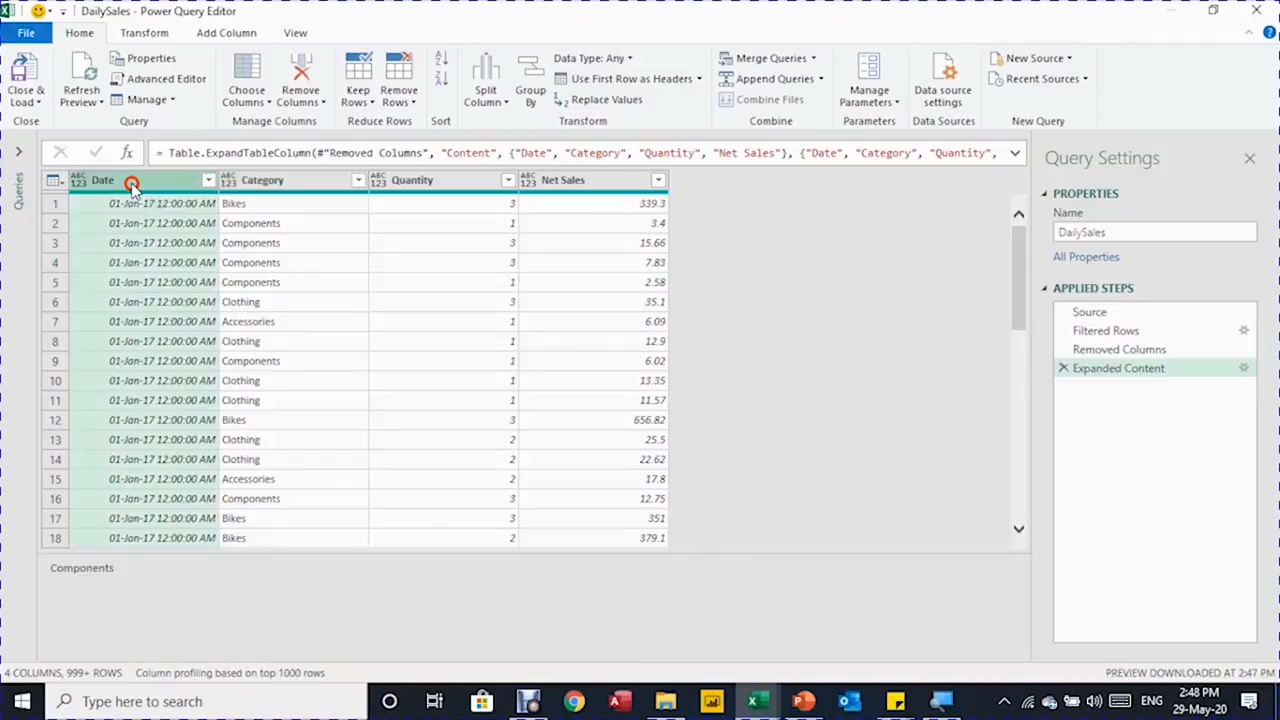 DailySales - Power Query Editor
File Home Transform Add Column View
Close & Load
Refresh Preview
Properties
Advanced Editor
Manage
Choose Columns
Remove Columns
Keep Rows
Remove Rows
Split Column
Group By
Data Type: Any
Use First Row as Headers
Replace Values
Merge Queries
Append Queries
Combine Files
Manage Parameters
Data source settings
New Source
Recent Sources
Close Query Manage Columns Reduce Rows Sort Transform Combine Parameters Data Sources New Query
fx = Table.ExpandTableColumn(#"Removed Columns", "Content", {"Date", "Category", "Quantity", "Net Sales"}, {"Date", "Category", "Quantity",
Queries
ABC 123 Date ABC 123 Category ABC 123 Quantity ABC 123 Net Sales
1 01-Jan-17 12:00:00 AM Bikes 3 339.3
2 01-Jan-17 12:00:00 AM Components 1 3.4
3 01-Jan-17 12:00:00 AM Components 3 15.66
4 01-Jan-17 12:00:00 AM Components 3 7.83
5 01-Jan-17 12:00:00 AM Components 1 2.58
6 01-Jan-17 12:00:00 AM Clothing 3 35.1
7 01-Jan-17 12:00:00 AM Accessories 1 6.09
8 01-Jan-17 12:00:00 AM Clothing 1 12.9
9 01-Jan-17 12:00:00 AM Components 1 6.02
10 01-Jan-17 12:00:00 AM Clothing 1 13.35
11 01-Jan-17 12:00:00 AM Clothing 1 11.57
12 01-Jan-17 12:00:00 AM Bikes 3 656.82
13 01-Jan-17 12:00:00 AM Clothing 2 25.5
14 01-Jan-17 12:00:00 AM Clothing 2 22.62
15 01-Jan-17 12:00:00 AM Accessories 2 17.8
16 01-Jan-17 12:00:00 AM Components 3 12.75
17 01-Jan-17 12:00:00 AM Bikes 3 351
18 01-Jan-17 12:00:00 AM Bikes 2 379.1
Components
Query Settings
PROPERTIES
Name
DailySales
All Properties
APPLIED STEPS
Source
Filtered Rows
Removed Columns
Expanded Content
4 COLUMNS, 999+ ROWS Column profiling based on top 1000 rows PREVIEW DOWNLOADED AT 2:47 PM
Type here to search
ENG
2:48 PM
29-May-20